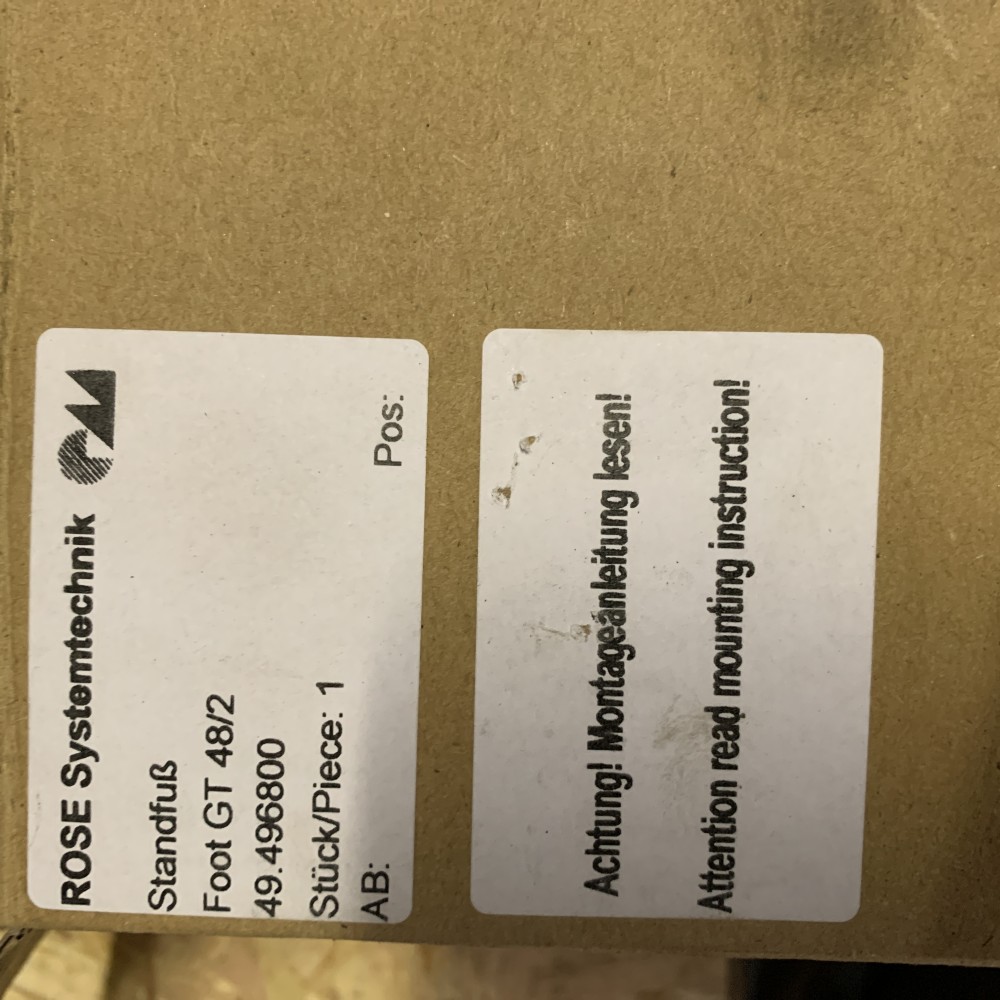 ROSE Systemtechnik
Standfuß
Foot GT 48/2
49.496800
Stück/Piece: 1
AB: Pos:
Achtung! Montageanleitung lesen!
Attention read mounting instruction!